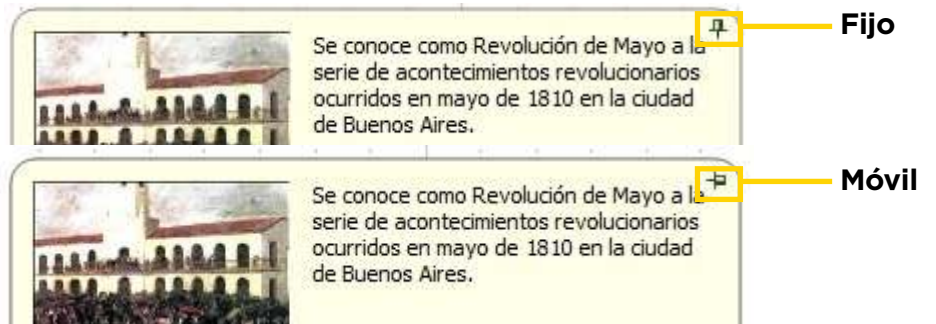 Fijo
Se conoce como Revolución de Mayo a la
serie de acontecimientos revolucionarios
ocurridos en mayo de 1810 en la ciudad
de Buenos Aires.
Móvil
Se conoce como Revolución de Mayo a la
serie de acontecimientos revolucionarios
ocurridos en mayo de 1810 en la ciudad
de Buenos Aires.